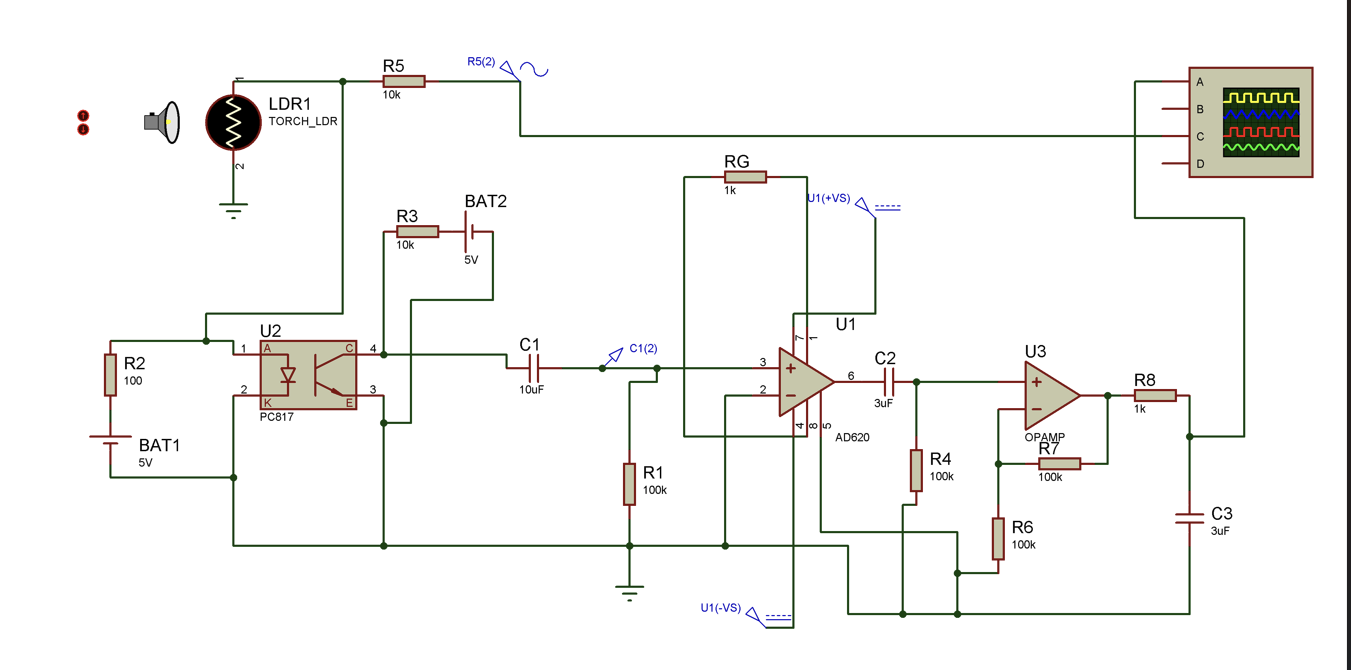 R5(2)
R5
10k
1
LDR1
TORCH_LDR
2
A
B
C
D
RG
1k
U1(+VS)
BAT2
R3
10k
5V
U1
7
1
U2
1
A
C
4
2
K
E
3
PC817
R2
100
BAT1
5V
C1
10uF
C1(2)
3
2
6
4
8
5
AD620
C2
3uF
U3
OPAMP
R8
1k
R7
100k
R1
100k
R4
100k
R6
100k
C3
3uF
U1(-VS)